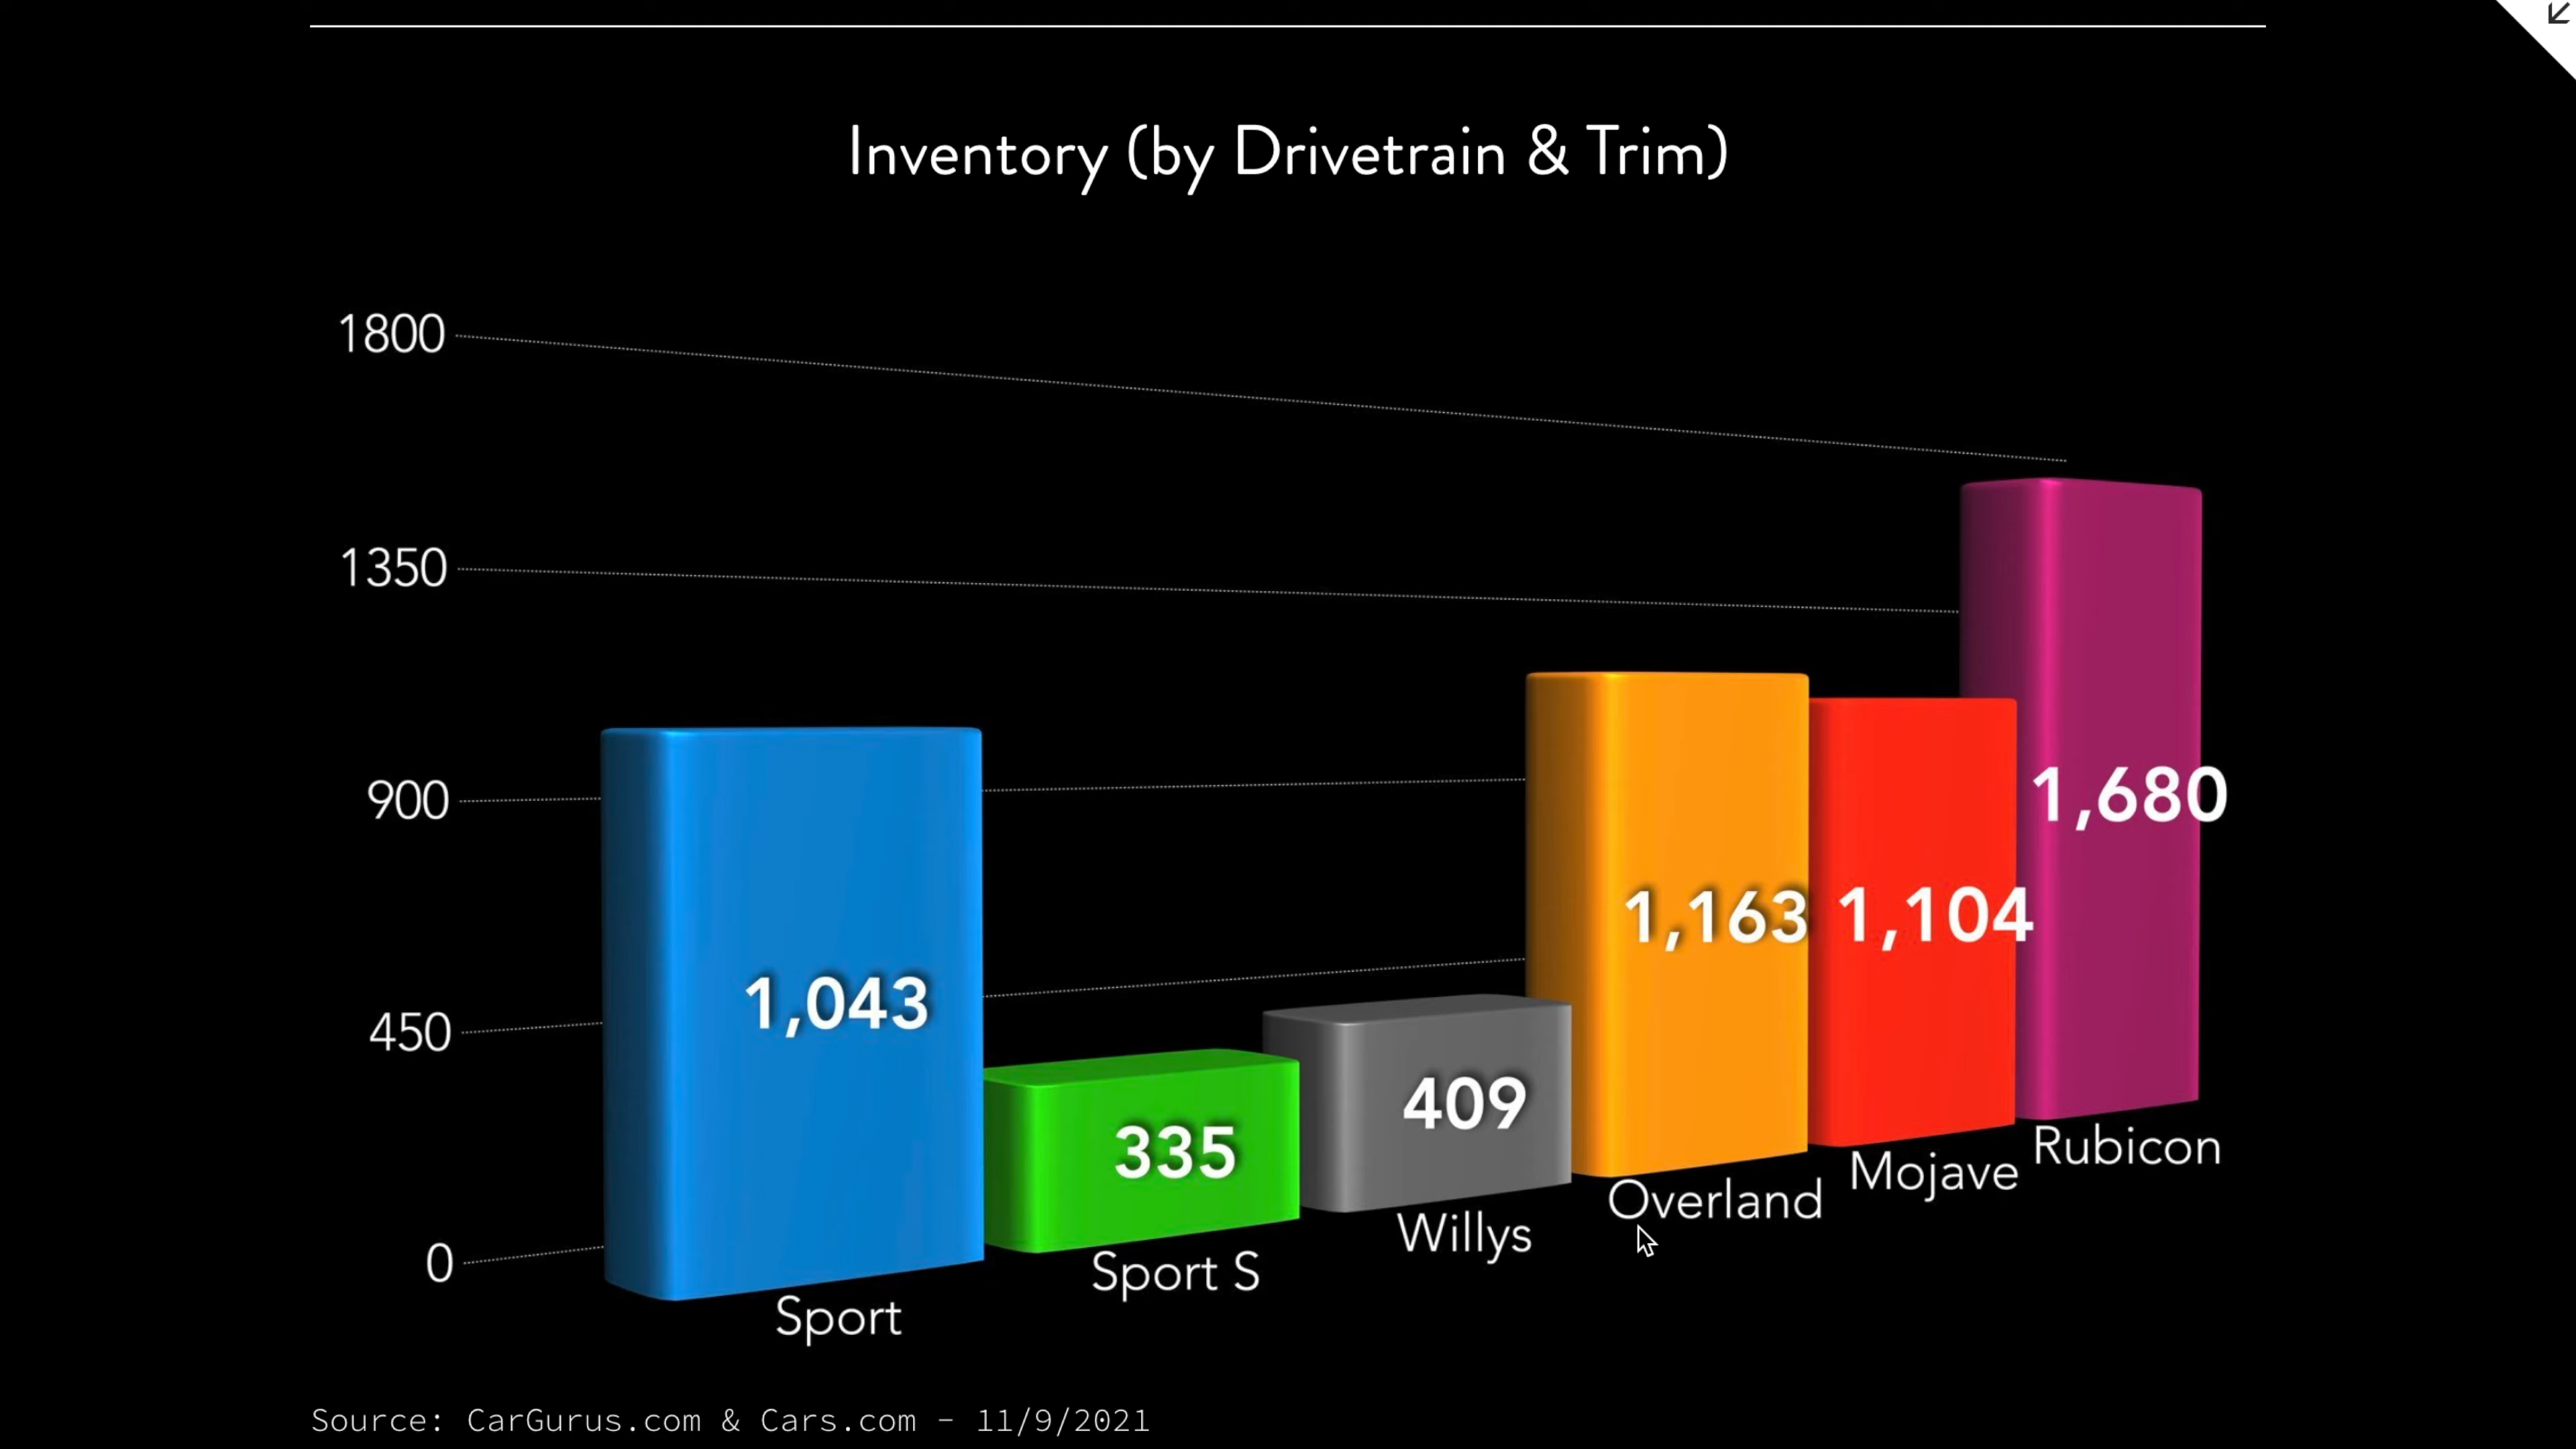 Inventory (by Drivetrain & Trim)
1800
1350
900
450
0
1,043
335
409
1,163
1,104
1,680
Sport
Sport S
Willys
Overland
Mojave
Rubicon
Source: CarGurus.com & Cars.com - 11/9/2021